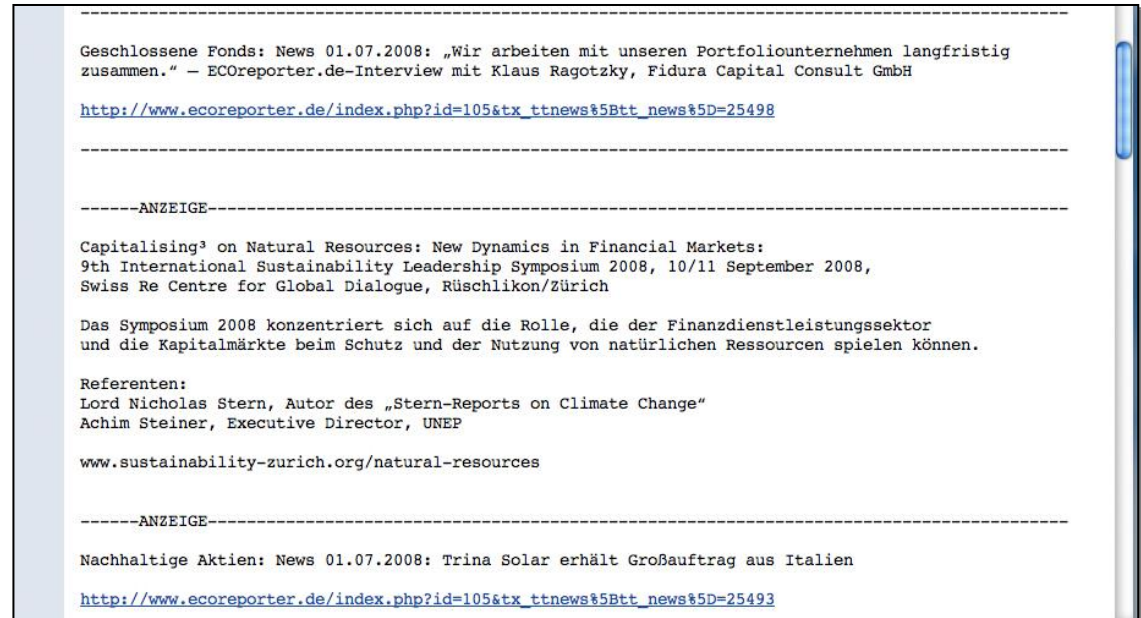 -----------------------------------------------------------------------------------------------------
Geschlossene Fonds: News 01.07.2008: „Wir arbeiten mit unseren Portfoliounternehmen langfristig
zusammen.“ – ECOreporter.de-Interview mit Klaus Ragotzky, Fidura Capital Consult GmbH
http://www.ecoreporter.de/index.php?id=105&tx_ttnews%5Btt_news%5D=25498
-----------------------------------------------------------------------------------------------------
------ANZEIGE----------------------------------------------------------------------------------------
Capitalising³ on Natural Resources: New Dynamics in Financial Markets:
9th International Sustainability Leadership Symposium 2008, 10/11 September 2008,
Swiss Re Centre for Global Dialogue, Rüschlikon/Zürich
Das Symposium 2008 konzentriert sich auf die Rolle, die der Finanzdienstleistungssektor
und die Kapitalmärkte beim Schutz und der Nutzung von natürlichen Ressourcen spielen können.
Referenten:
Lord Nicholas Stern, Autor des „Stern-Reports on Climate Change“
Achim Steiner, Executive Director, UNEP
www.sustainability-zurich.org/natural-resources
------ANZEIGE----------------------------------------------------------------------------------------
Nachhaltige Aktien: News 01.07.2008: Trina Solar erhält Großauftrag aus Italien
http://www.ecoreporter.de/index.php?id=105&tx_ttnews%5Btt_news%5D=25493